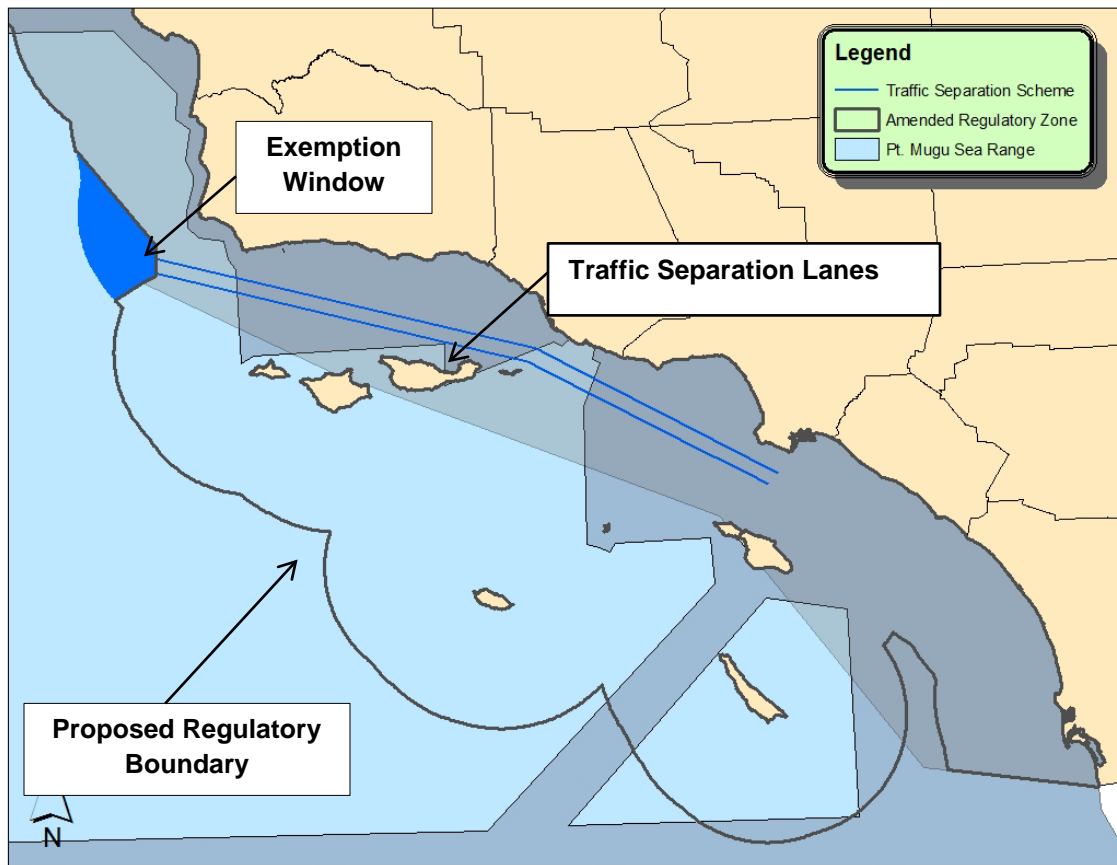 Legend
Traffic Separation Scheme
Amended Regulatory Zone
Pt. Mugu Sea Range
Exemption
Window
Traffic Separation Lanes
Proposed Regulatory
Boundary
N